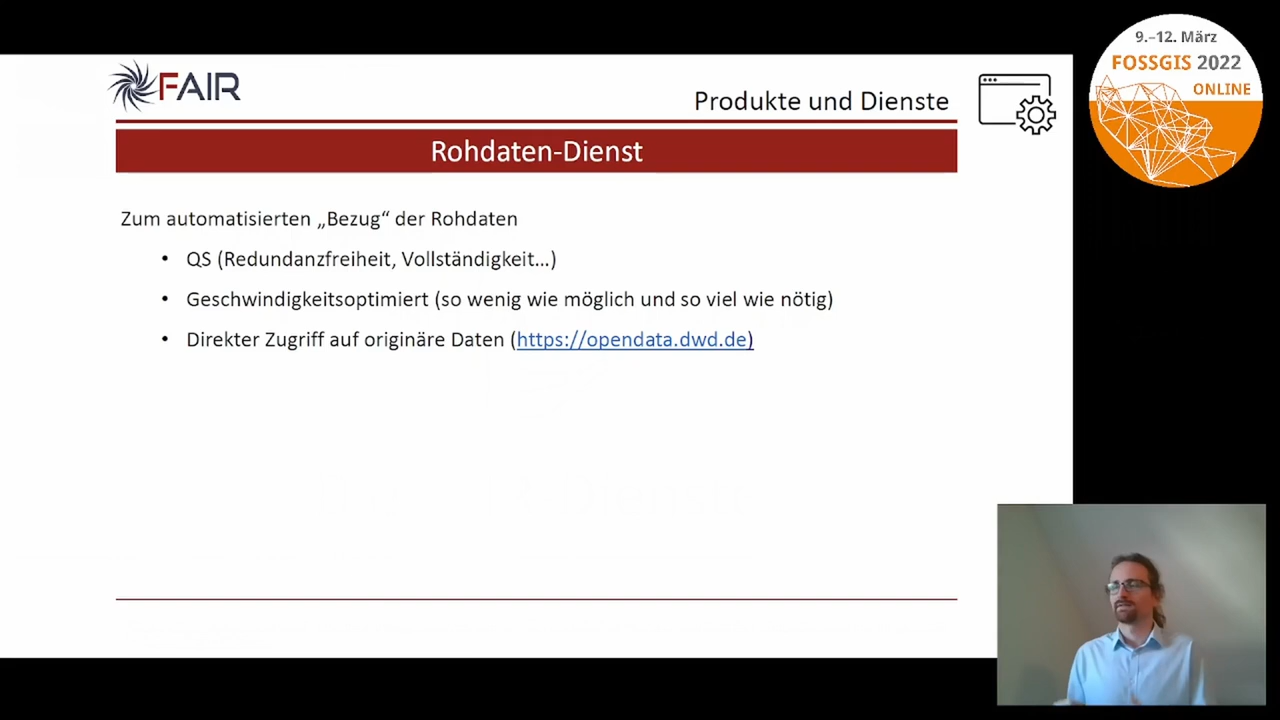 FAIR
Produkte und Dienste
9.–12. März
FOSSGIS 2022
ONLINE
Rohdaten-Dienst
Zum automatisierten „Bezug“ der Rohdaten
• QS (Redundanzfreiheit, Vollständigkeit...)
• Geschwindigkeitsoptimiert (so wenig wie möglich und so viel wie nötig)
• Direkter Zugriff auf originäre Daten (https://opendata.dwd.de)